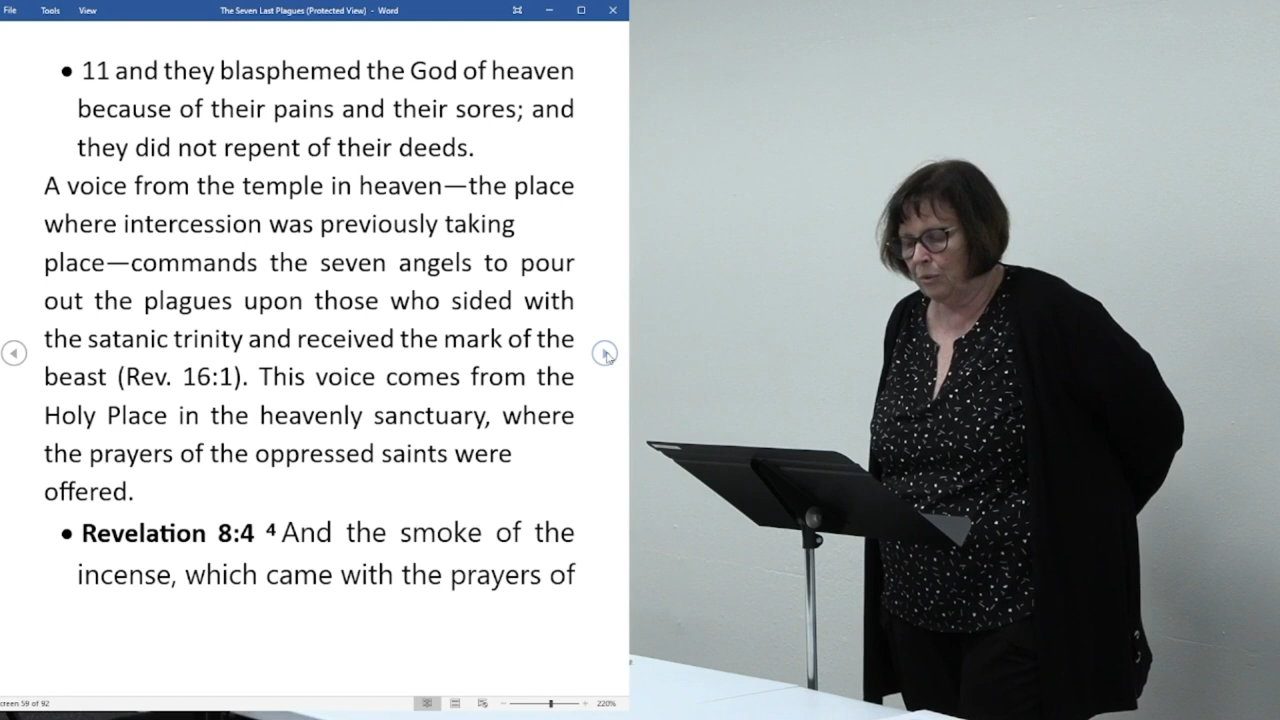 File Tools View The Seven Last Plagues (Protected View) - Word
• 11 and they blasphemed the God of heaven
because of their pains and their sores; and
they did not repent of their deeds.
A voice from the temple in heaven—the place
where intercession was previously taking
place—commands the seven angels to pour
out the plagues upon those who sided with
the satanic trinity and received the mark of the
beast (Rev. 16:1). This voice comes from the
Holy Place in the heavenly sanctuary, where
the prayers of the oppressed saints were
offered.
• Revelation 8:4 ⁴ And the smoke of the
incense, which came with the prayers of
creen 59 of 92 220%